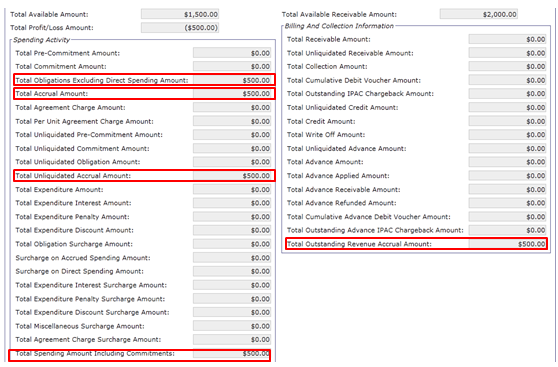 Total Available Amount: $1,500.00
Total Profit/Loss Amount: ($500.00)
Spending Activity
Total Pre-Commitment Amount: $0.00
Total Commitment Amount: $0.00
Total Obligations Excluding Direct Spending Amount: $500.00
Total Accrual Amount: $500.00
Total Agreement Charge Amount: $0.00
Total Per Unit Agreement Charge Amount: $0.00
Total Unliquidated Pre-Commitment Amount: $0.00
Total Unliquidated Commitment Amount: $0.00
Total Unliquidated Obligation Amount: $0.00
Total Unliquidated Accrual Amount: $500.00
Total Expenditure Amount: $0.00
Total Expenditure Interest Amount: $0.00
Total Expenditure Penalty Amount: $0.00
Total Expenditure Discount Amount: $0.00
Total Obligation Surcharge Amount: $0.00
Surcharge on Accrued Spending Amount: $0.00
Surcharge on Direct Spending Amount: $0.00
Total Expenditure Interest Surcharge Amount: $0.00
Total Expenditure Penalty Surcharge Amount: $0.00
Total Expenditure Discount Surcharge Amount: $0.00
Total Miscellaneous Surcharge Amount: $0.00
Total Agreement Charge Surcharge Amount: $0.00
Total Spending Amount Including Commitments: $500.00
Total Available Receivable Amount: $2,000.00
Billing And Collection Information
Total Receivable Amount: $0.00
Total Unliquidated Receivable Amount: $0.00
Total Collection Amount: $0.00
Total Cumulative Debit Voucher Amount: $0.00
Total Outstanding IPAC Chargeback Amount: $0.00
Total Unliquidated Credit Amount: $0.00
Total Credit Amount: $0.00
Total Write Off Amount: $0.00
Total Unliquidated Advance Amount: $0.00
Total Advance Amount: $0.00
Total Advance Applied Amount: $0.00
Total Advance Receivable Amount: $0.00
Total Advance Refunded Amount: $0.00
Total Cumulative Advance Debit Voucher Amount: $0.00
Total Outstanding Advance IPAC Chargeback Amount: $0.00
Total Outstanding Revenue Accrual Amount: $500.00